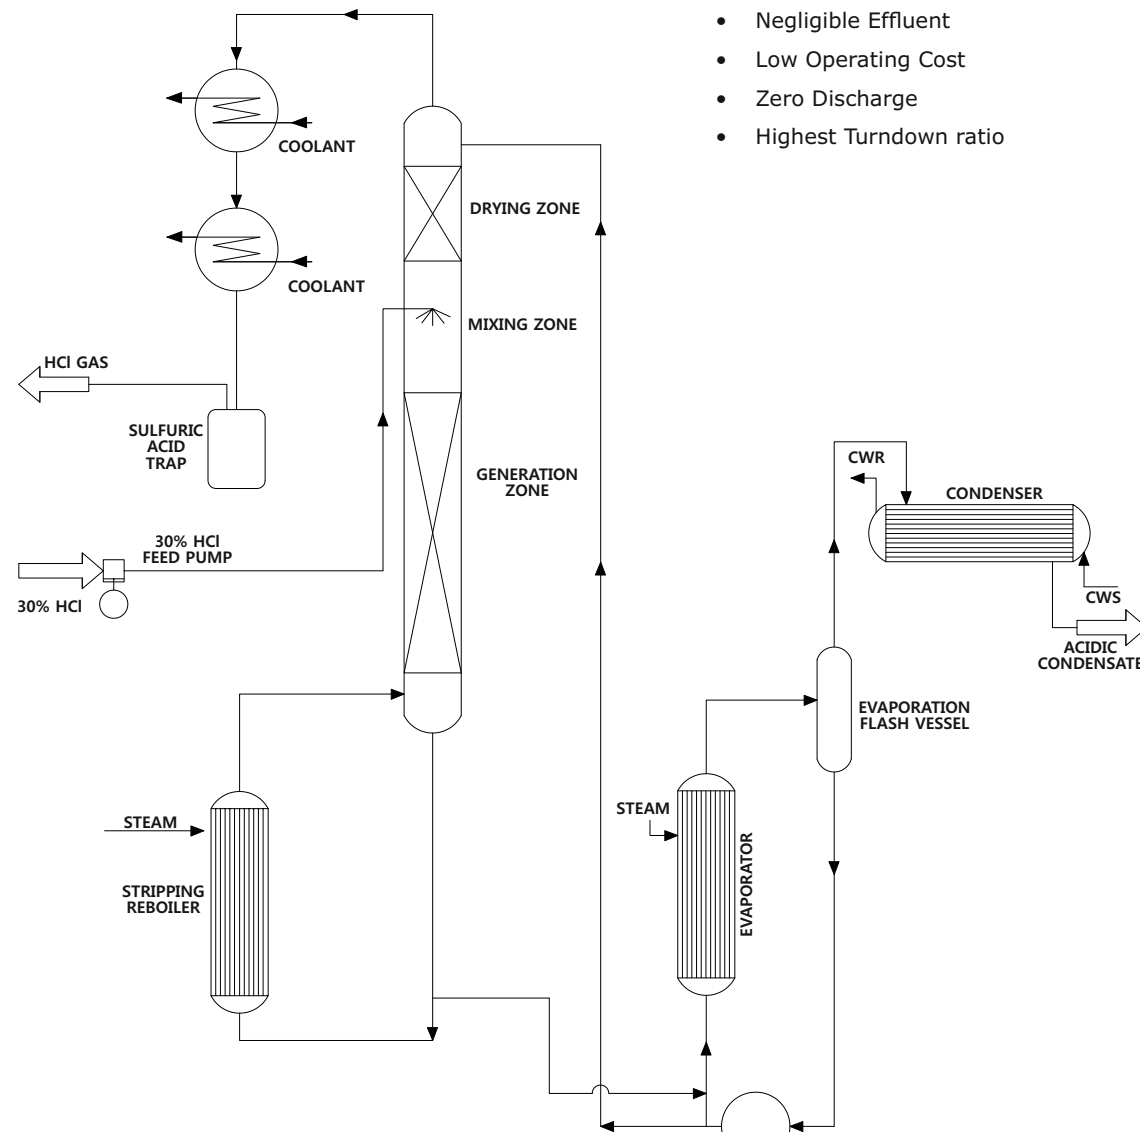 • Negligible Effluent
• Low Operating Cost
• Zero Discharge
• Highest Turndown ratio
COOLANT
DRYING ZONE
COOLANT
MIXING ZONE
HCl GAS
SULFURIC
ACID
TRAP
GENERATION
ZONE
CWR
CONDENSER
30% HCl
FEED PUMP
30% HCl
CWS
ACIDIC
CONDENSATE
EVAPORATION
FLASH VESSEL
STEAM
STEAM
EVAPORATOR
STRIPPING
REBOILER